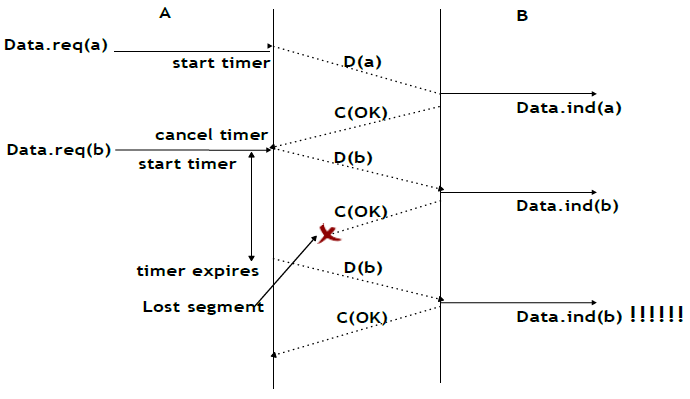 A
B
Data.req(a)
start timer
D(a)
Data.ind(a)
C(OK)
cancel timer
Data.req(b)
start timer
D(b)
Data.ind(b)
C(OK)
timer expires
D(b)
Lost segment
C(OK)
Data.ind(b) !!!!!!